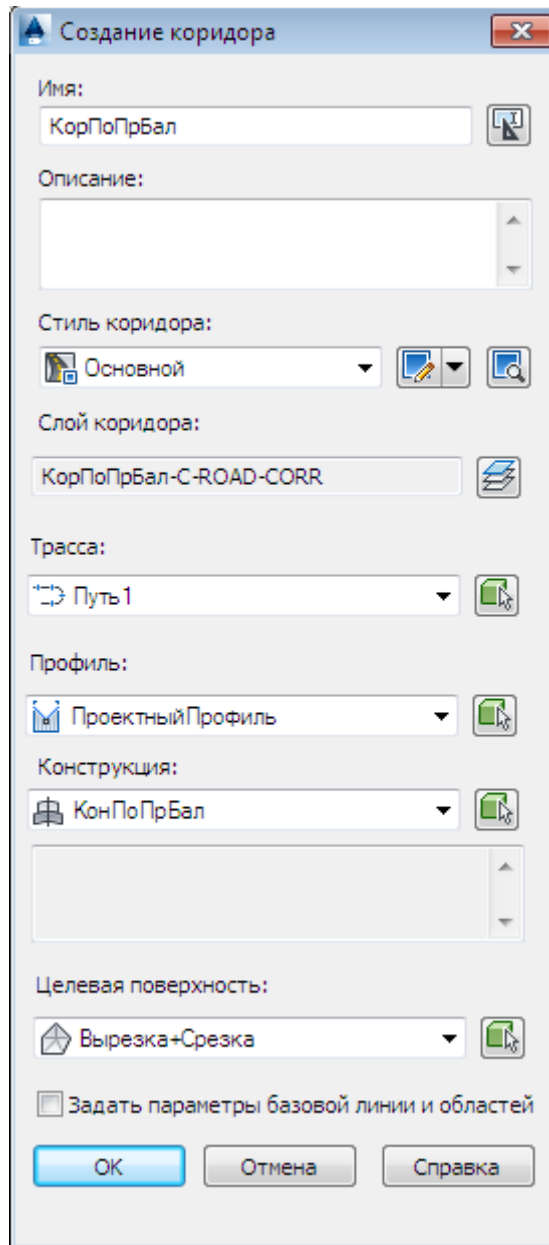 Создание коридора
Имя:
КорПоПрБал
Описание:
Стиль коридора:
Основной
Слой коридора:
КорПоПрБал-C-ROAD-CORR
Трасса:
Путь1
Профиль:
ПроектныйПрофиль
Конструкция:
КонПоПрБал
Целевая поверхность:
Вырезка+Срезка
Задать параметры базовой линии и областей
OK Отмена Справка